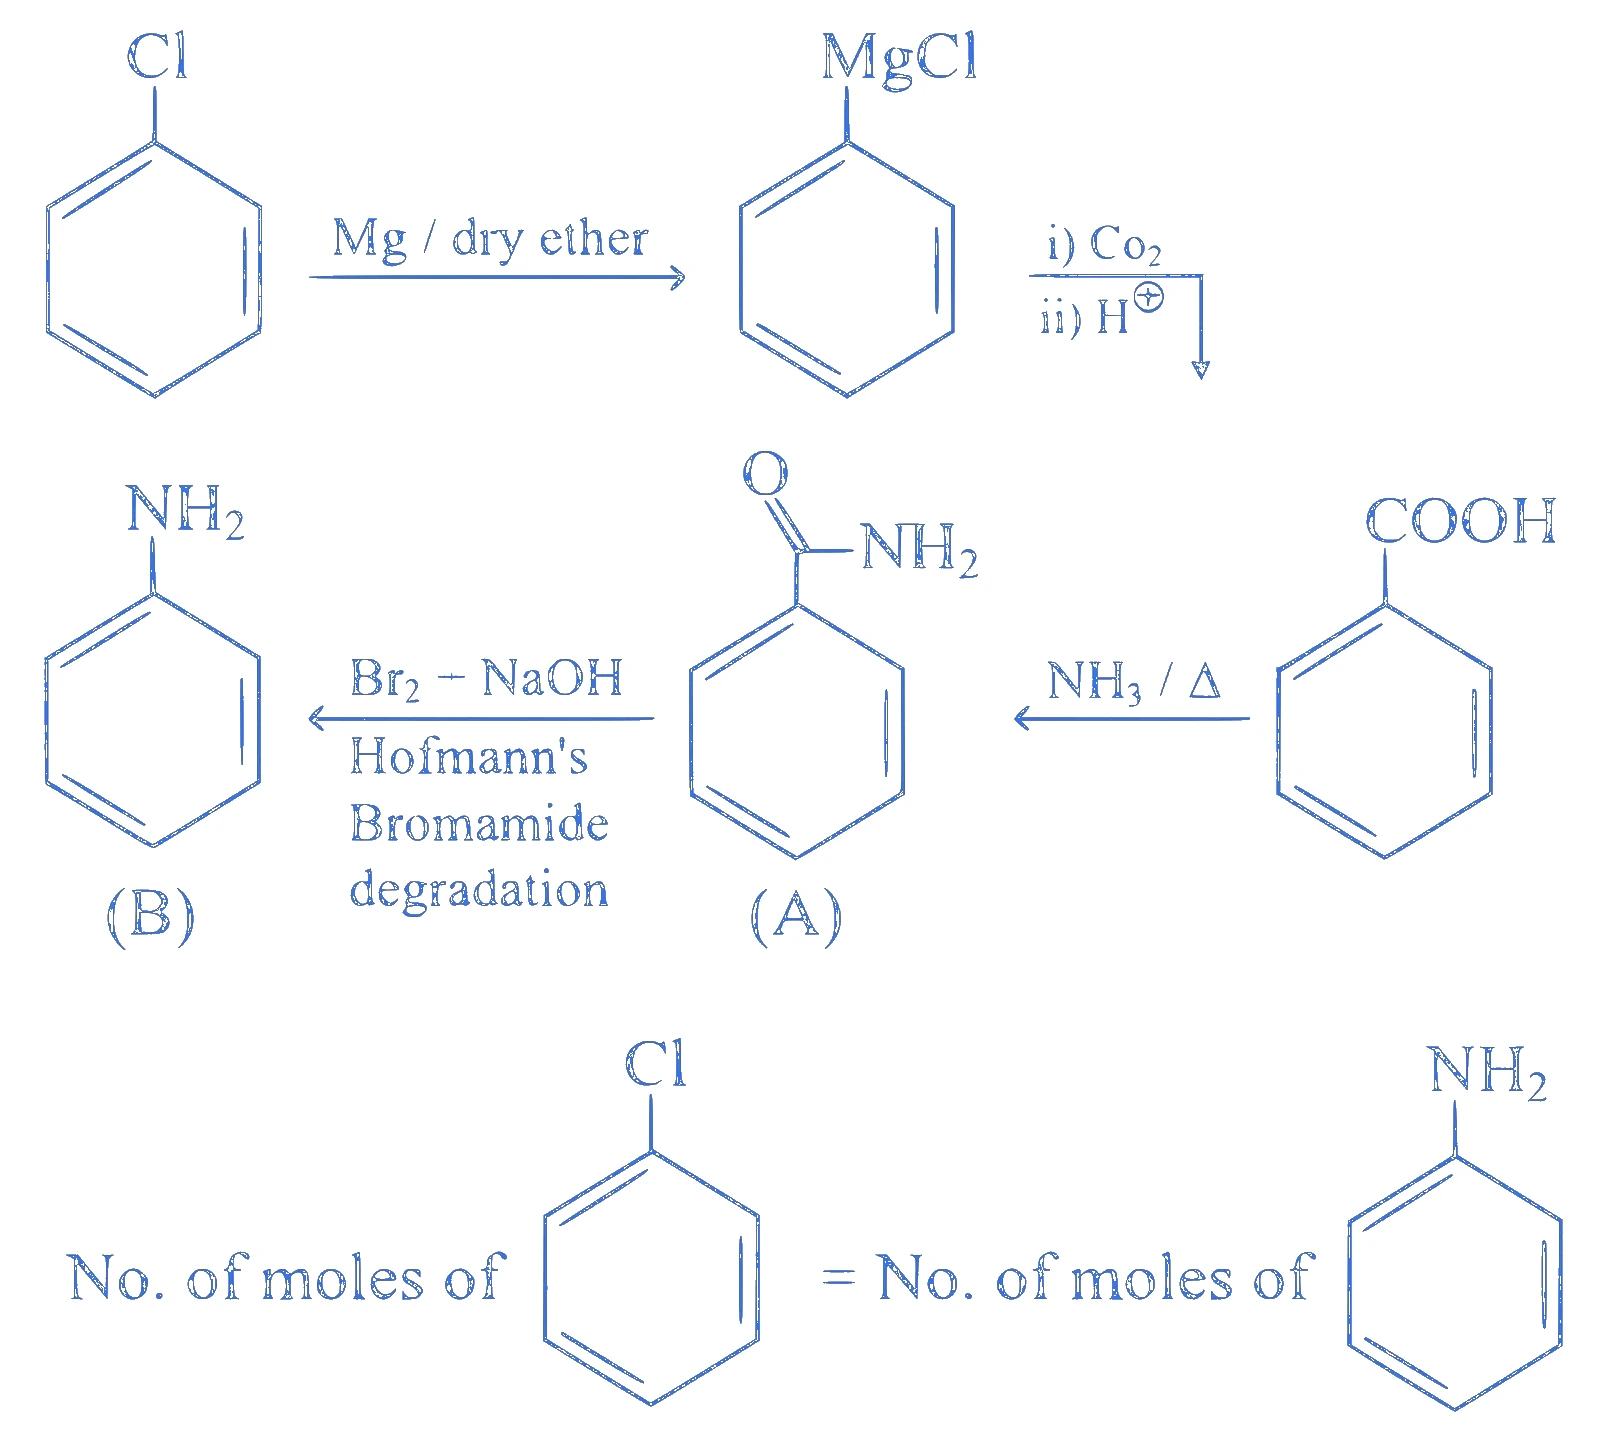 Cl
MgCl
Mg / dry ether
i) Co₂
ii) H⊕
O
NH₂
NH₂
COOH
Br₂ − NaOH
NH₃ / Δ
Hofmann's
Bromamide
degradation
(B)
(A)
Cl
NH₂
No. of moles of = No. of moles of